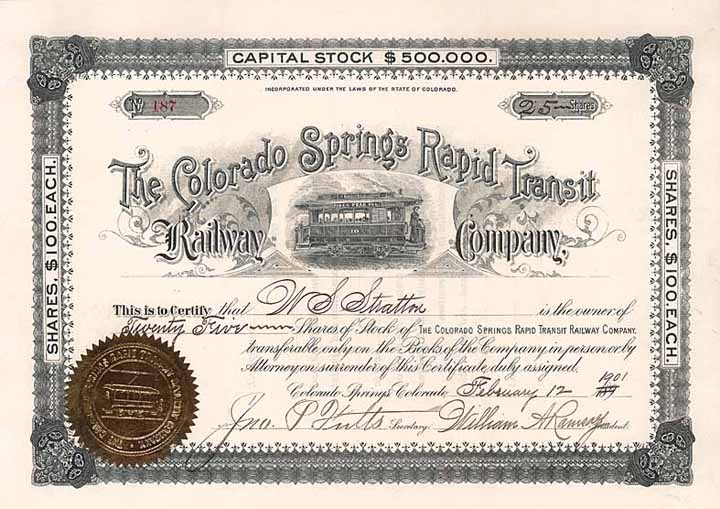 CAPITAL STOCK $500.000.
INCORPORATED UNDER THE LAWS OF THE STATE OF COLORADO.
No 187
25 Shares
The Colorado Springs Rapid Transit
Railway Company,
10
This is to Certify that W S Stratton is the owner of
Twenty Five Shares of Stock of THE COLORADO SPRINGS RAPID TRANSIT RAILWAY COMPANY.
transferable only on the Books of the Company in person or by
Attorney on surrender of this Certificate duly assigned.
Colorado Springs Colorado February 12 1901
Jno. P Secretary. William A Ramsay President.
SHARES, $100. EACH.
SHARES, $100. EACH.